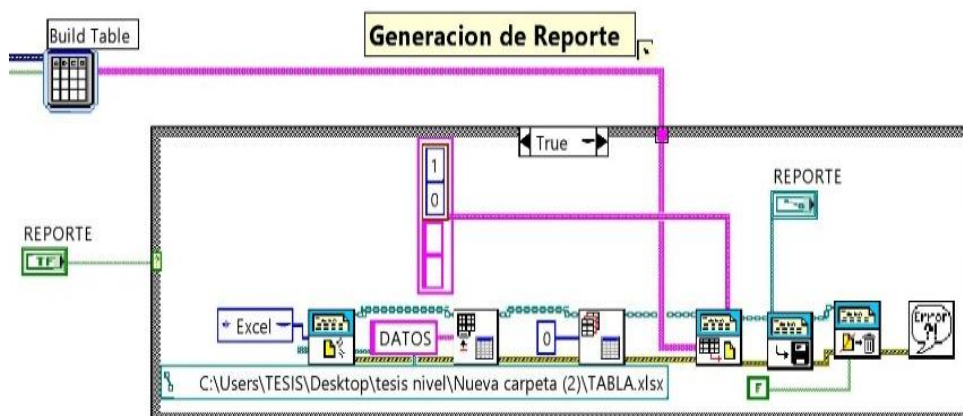 Build Table
Generacion de Reporte
True
1
0
REPORTE
REPORTE
TF
Excel
DATOS
0
Error
?!
C:\Users\TESIS\Desktop\tesis nivel\Nueva carpeta (2)\TABLA.xlsx
F